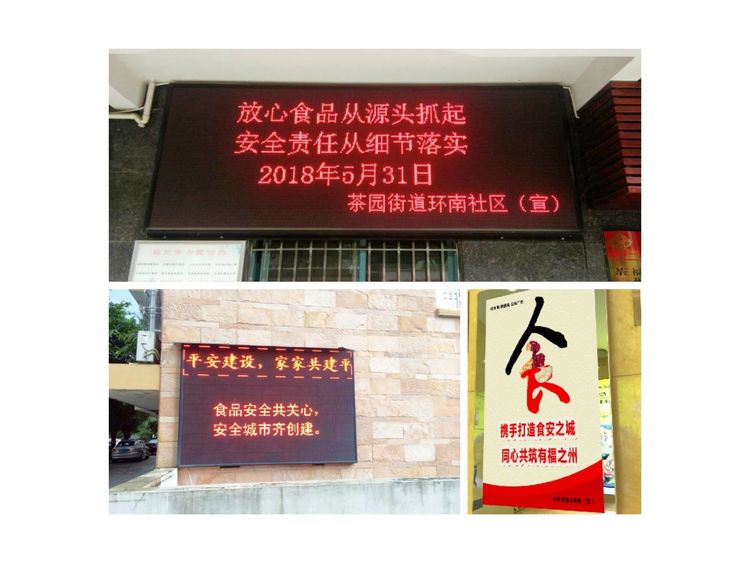 放心食品从源头抓起
安全责任从细节落实
2018年5月31日
茶园街道环南社区（宣）
平安建设，家家共建平
食品安全共关心，
安全城市齐创建。
食
携手打造食安之城
同心共筑有福之州